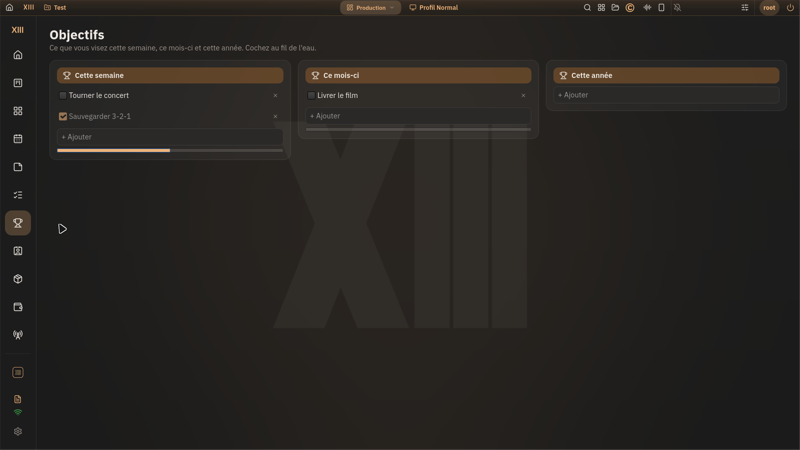 XIII
Test
Production
Profil Normal
root
XIII
Objectifs
Ce que vous visez cette semaine, ce mois-ci et cette année. Cochez au fil de l'eau.
Cette semaine
Tourner le concert
×
Sauvegarder 3-2-1
×
+ Ajouter
Ce mois-ci
Livrer le film
×
+ Ajouter
Cette année
+ Ajouter
XIII